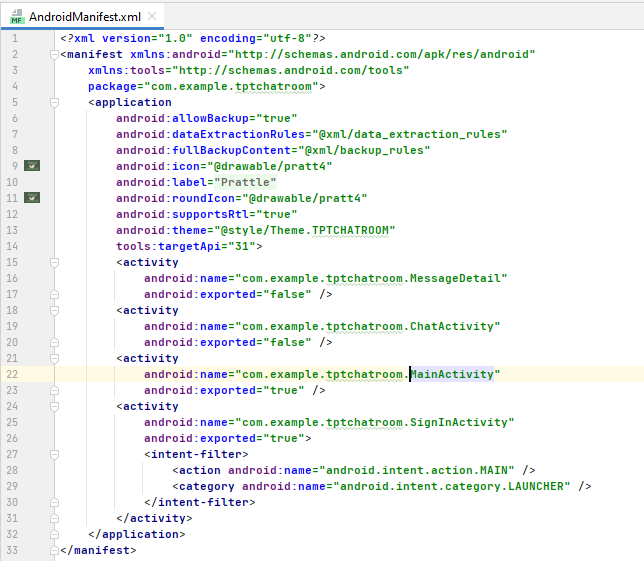 AndroidManifest.xml
1 <?xml version="1.0" encoding="utf-8"?>
2 <manifest xmlns:android="http://schemas.android.com/apk/res/android"
3 xmlns:tools="http://schemas.android.com/tools"
4 package="com.example.tptchatroom">
5 <application
6 android:allowBackup="true"
7 android:dataExtractionRules="@xml/data_extraction_rules"
8 android:fullBackupContent="@xml/backup_rules"
9 android:icon="@drawable/pratt4"
10 android:label="Prattle"
11 android:roundIcon="@drawable/pratt4"
12 android:supportsRtl="true"
13 android:theme="@style/Theme.TPTCHATROOM"
14 tools:targetApi="31">
15 <activity
16 android:name="com.example.tptchatroom.MessageDetail"
17 android:exported="false" />
18 <activity
19 android:name="com.example.tptchatroom.ChatActivity"
20 android:exported="false" />
21 <activity
22 android:name="com.example.tptchatroom.MainActivity"
23 android:exported="true" />
24 <activity
25 android:name="com.example.tptchatroom.SignInActivity"
26 android:exported="true">
27 <intent-filter>
28 <action android:name="android.intent.action.MAIN" />
29 <category android:name="android.intent.category.LAUNCHER" />
30 </intent-filter>
31 </activity>
32 </application>
33 </manifest>